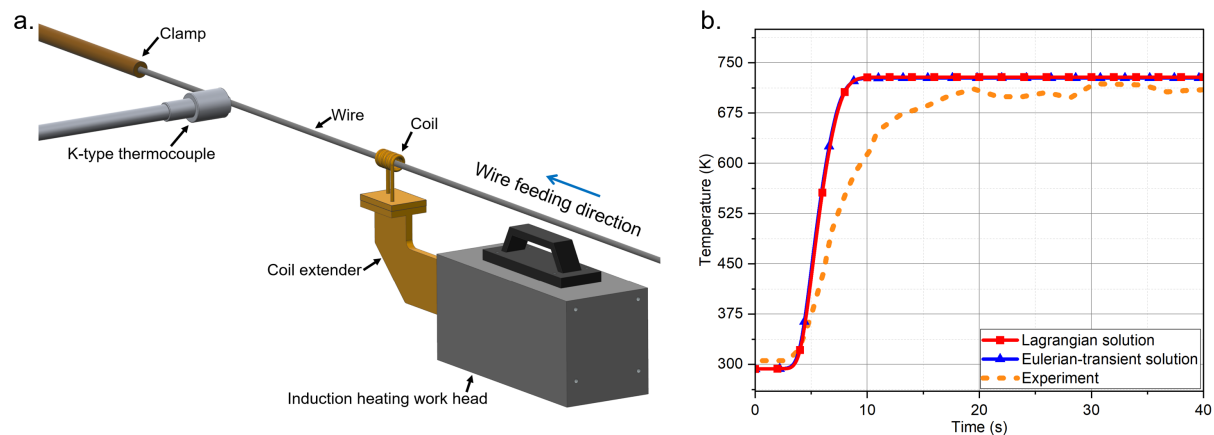 a.
Clamp
K-type thermocouple
Wire
Coil
Wire feeding direction
Coil extender
Induction heating work head
b.
Temperature (K)
750
675
600
525
450
375
300
0
10
20
30
40
Time (s)
Lagrangian solution
Eulerian-transient solution
Experiment